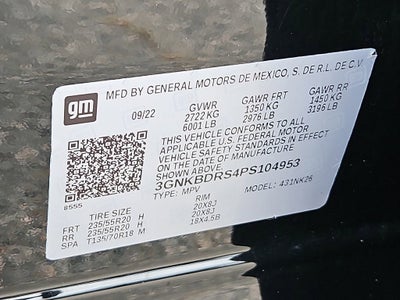 gm
MFD BY GENERAL MOTORS DE MEXICO, S. DE R.L. DE C.V.
09/22 GVWR GAWR FRT GAWR RR
2722 KG 1350 KG 1450 KG
6001 LB 2976 LB 3196 LB
THIS VEHICLE CONFORMS TO ALL
APPLICABLE U.S. FEDERAL MOTOR
VEHICLE SAFETY STANDARDS IN EFFECT
ON THE DATE OF MANUFACTURE SHOWN
ABOVE.
3GNKBDRS4PS104953
TYPE: MPV MODEL: 431NK26
8555
TIRE SIZE RIM
FRT 235/55R20 H 20X8J
RR 235/55R20 H 20X8J
SPA T135/70R18 M 18X4.5B